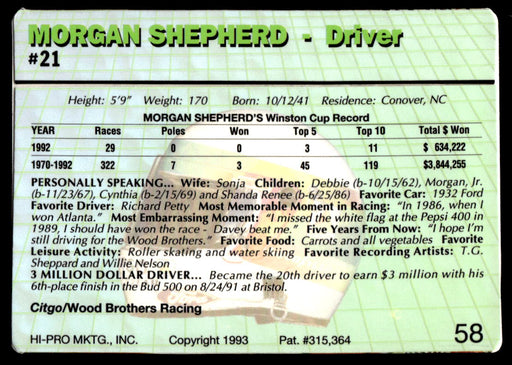 MORGAN SHEPHERD - Driver
#21
Height: 5'9" Weight: 170 Born: 10/12/41 Residence: Conover, NC
MORGAN SHEPHERD'S Winston Cup Record
YEAR Races Poles Won Top 5 Top 10 Total $ Won
1992 29 0 0 3 11 $ 634,222
1970-1992 322 7 3 45 119 $3,844,255
PERSONALLY SPEAKING... Wife: Sonja Children: Debbie (b-10/15/62), Morgan, Jr.
(b-11/23/67), Cynthia (b-2/15/69) and Shanda Renee (b-6/25/86) Favorite Car: 1932 Ford
Favorite Driver: Richard Petty Most Memorable Moment in Racing: "In 1986, when I
won Atlanta." Most Embarrassing Moment: "I missed the white flag at the Pepsi 400 in
1989, I should have won the race - Davey beat me." Five Years From Now: "I hope I'm
still driving for the Wood Brothers." Favorite Food: Carrots and all vegetables Favorite
Leisure Activity: Roller skating and water skiing Favorite Recording Artists: T.G.
Sheppard and Willie Nelson
3 MILLION DOLLAR DRIVER... Became the 20th driver to earn $3 million with his
6th-place finish in the Bud 500 on 8/24/91 at Bristol.
Citgo/Wood Brothers Racing
58
HI-PRO MKTG., INC. Copyright 1993 Pat. #315,364